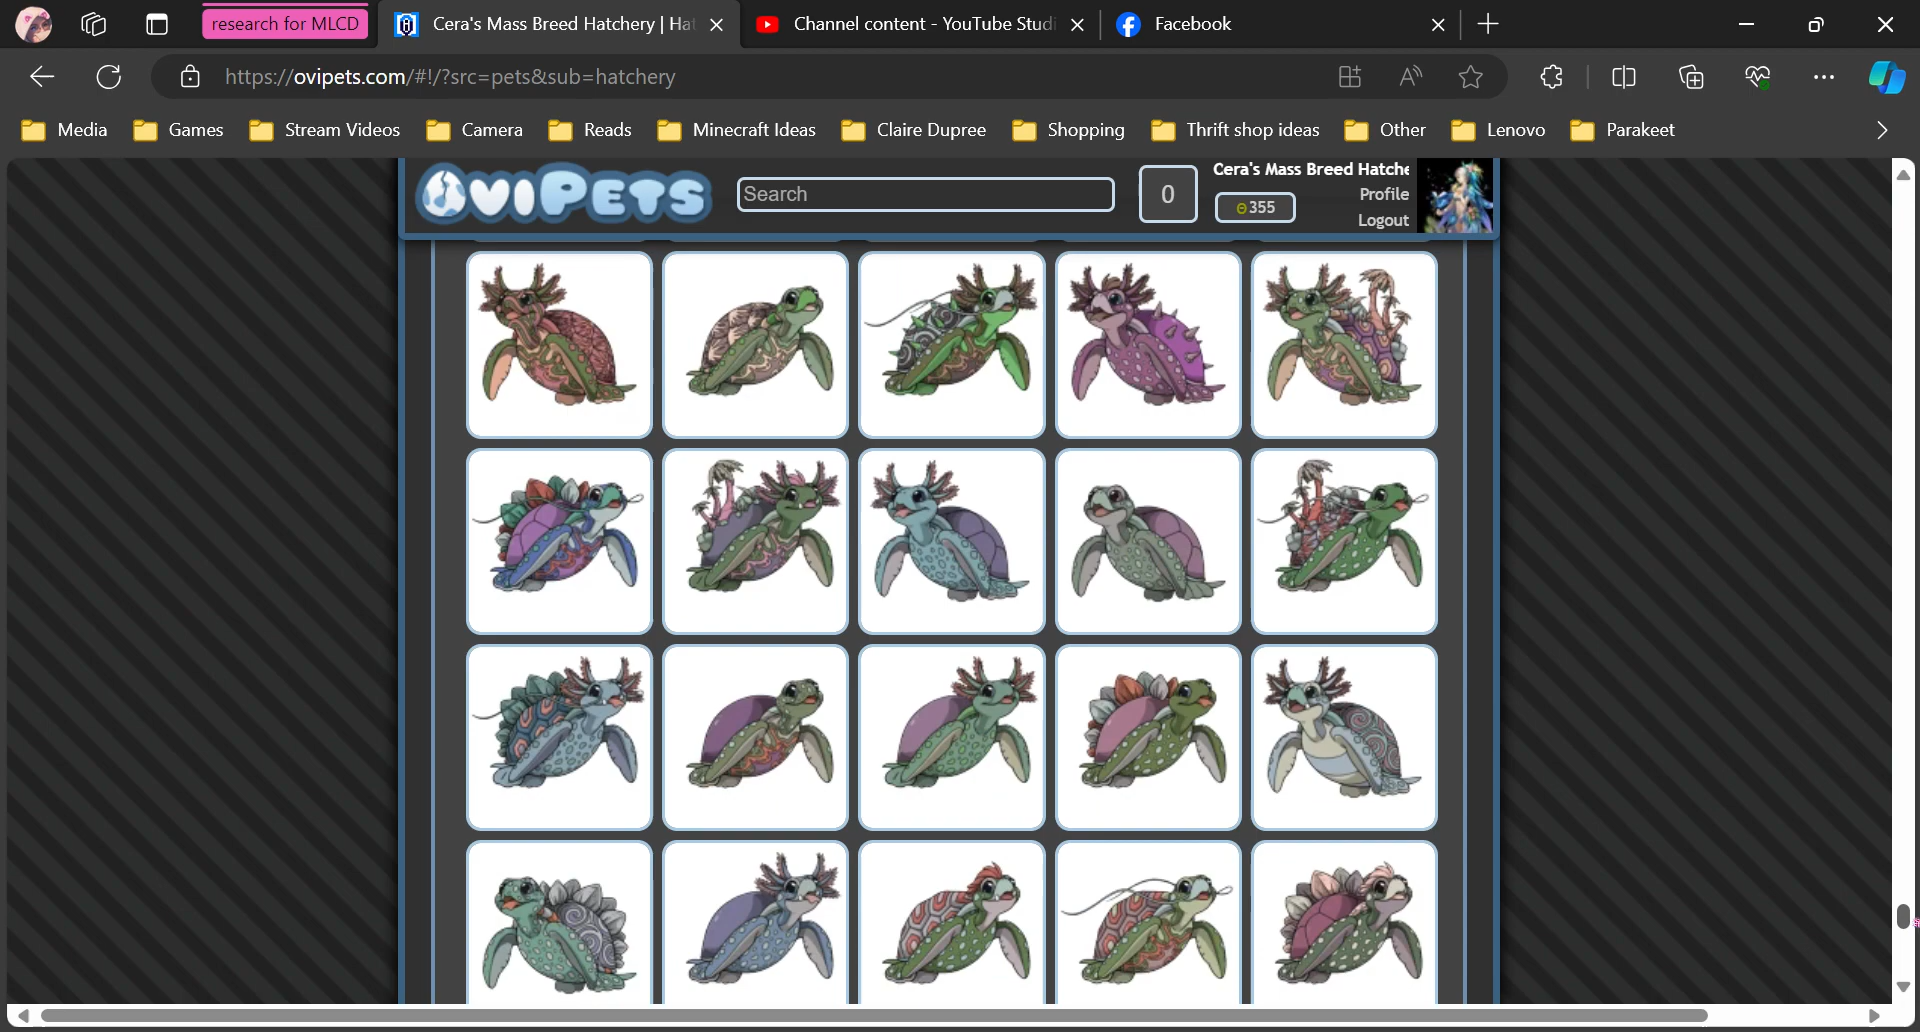 research for MLCD
Cera's Mass Breed Hatchery | Hat
Channel content - YouTube Studi
Facebook
https://ovipets.com/#!/?src=pets&sub=hatchery
Media
Games
Stream Videos
Camera
Reads
Minecraft Ideas
Claire Dupree
Shopping
Thrift shop ideas
Other
Lenovo
Parakeet
OviPets
Search
0
Cera's Mass Breed Hatche
355
Profile
Logout